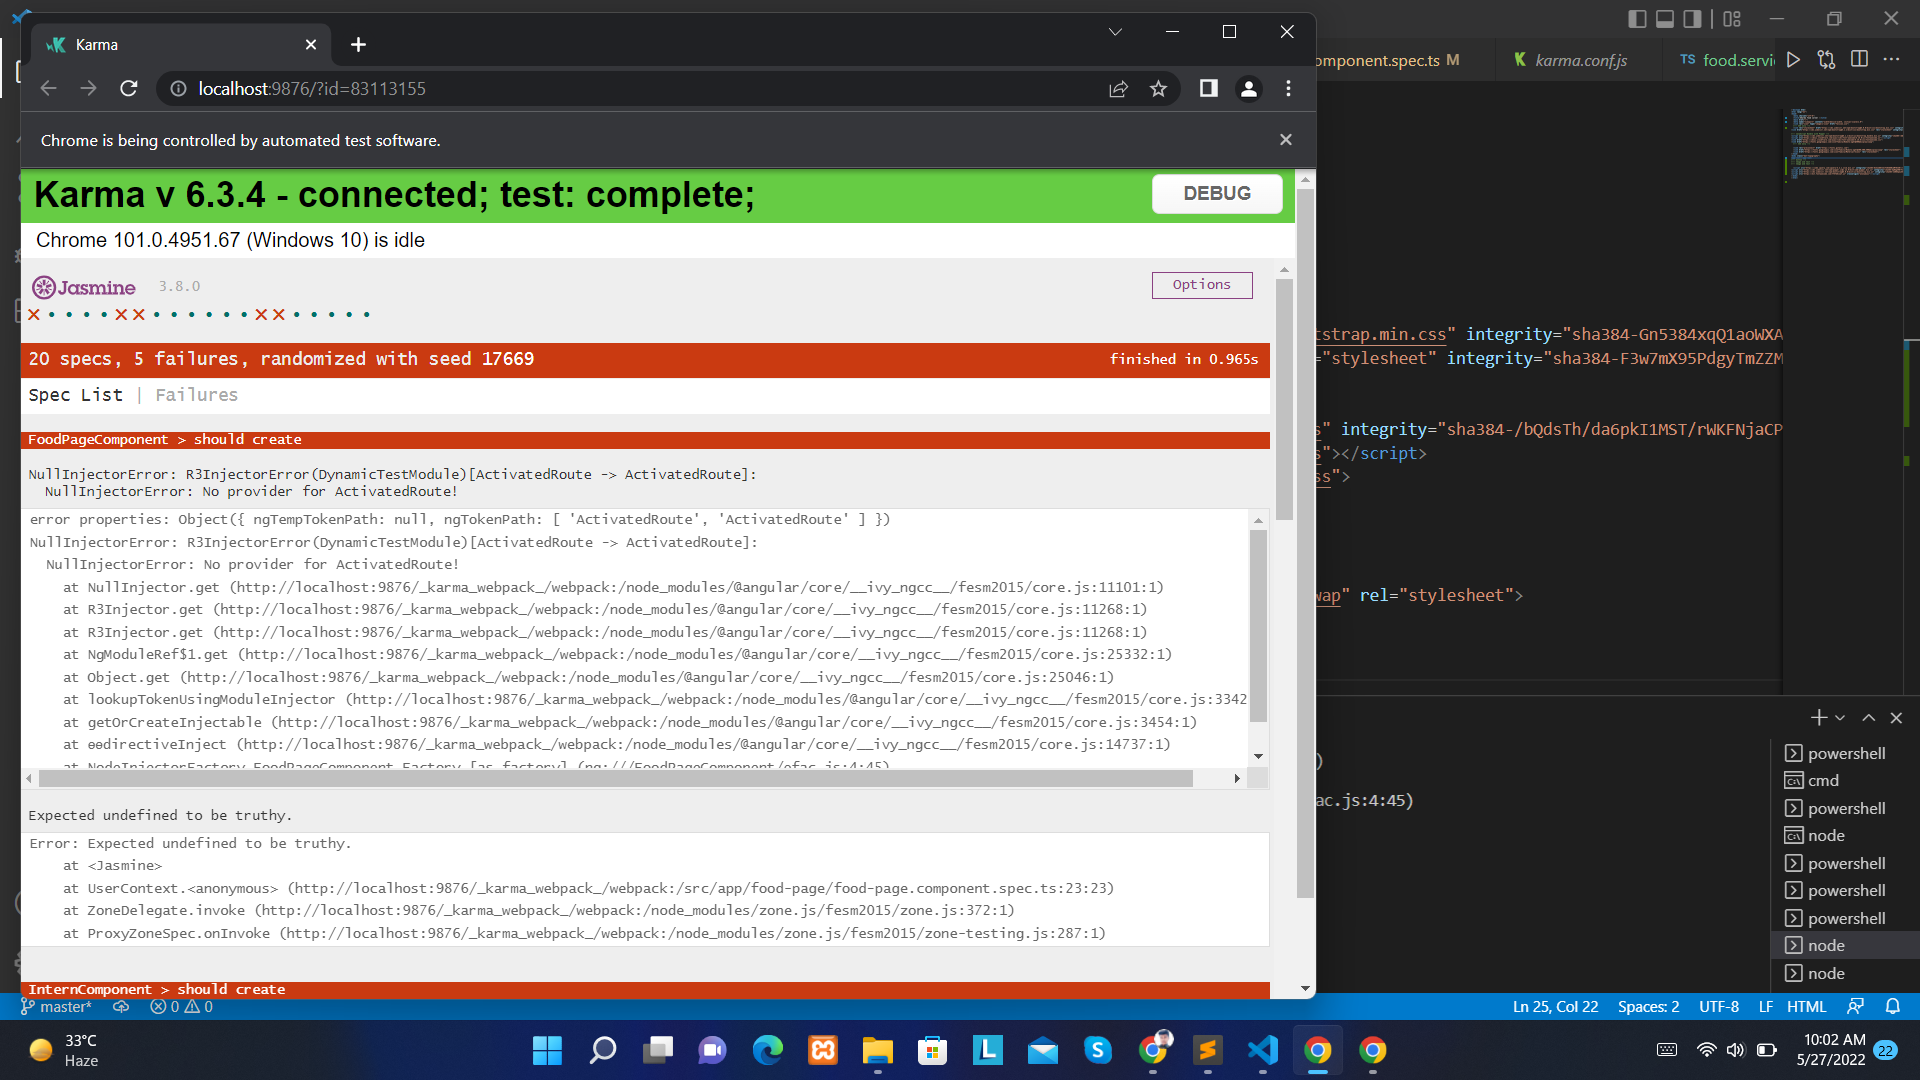 Karma
localhost:9876/?id=83113155
Chrome is being controlled by automated test software.
Karma v 6.3.4 - connected; test: complete;
DEBUG
Chrome 101.0.4951.67 (Windows 10) is idle
Jasmine 3.8.0
Options
20 specs, 5 failures, randomized with seed 17669
finished in 0.965s
Spec List | Failures
FoodPageComponent > should create
NullInjectorError: R3InjectorError(DynamicTestModule)[ActivatedRoute -> ActivatedRoute]:
NullInjectorError: No provider for ActivatedRoute!
error properties: Object({ ngTempTokenPath: null, ngTokenPath: [ 'ActivatedRoute', 'ActivatedRoute' ] })
NullInjectorError: R3InjectorError(DynamicTestModule)[ActivatedRoute -> ActivatedRoute]:
NullInjectorError: No provider for ActivatedRoute!
at NullInjector.get (http://localhost:9876/_karma_webpack_/webpack:/node_modules/@angular/core/__ivy_ngcc__/fesm2015/core.js:11101:1)
at R3Injector.get (http://localhost:9876/_karma_webpack_/webpack:/node_modules/@angular/core/__ivy_ngcc__/fesm2015/core.js:11268:1)
at R3Injector.get (http://localhost:9876/_karma_webpack_/webpack:/node_modules/@angular/core/__ivy_ngcc__/fesm2015/core.js:11268:1)
at NgModuleRef$1.get (http://localhost:9876/_karma_webpack_/webpack:/node_modules/@angular/core/__ivy_ngcc__/fesm2015/core.js:25332:1)
at Object.get (http://localhost:9876/_karma_webpack_/webpack:/node_modules/@angular/core/__ivy_ngcc__/fesm2015/core.js:25046:1)
at lookupTokenUsingModuleInjector (http://localhost:9876/_karma_webpack_/webpack:/node_modules/@angular/core/__ivy_ngcc__/fesm2015/core.js:3342
at getOrCreateInjectable (http://localhost:9876/_karma_webpack_/webpack:/node_modules/@angular/core/__ivy_ngcc__/fesm2015/core.js:3454:1)
at ɵɵdirectiveInject (http://localhost:9876/_karma_webpack_/webpack:/node_modules/@angular/core/__ivy_ngcc__/fesm2015/core.js:14737:1)
at NodeInjectorFactory.FoodPageComponent_Factory [as factory] (ng:///FoodPageComponent/ɵfac.js:4:45)
Expected undefined to be truthy.
Error: Expected undefined to be truthy.
at <Jasmine>
at UserContext.<anonymous> (http://localhost:9876/_karma_webpack_/webpack:/src/app/food-page/food-page.component.spec.ts:23:23)
at ZoneDelegate.invoke (http://localhost:9876/_karma_webpack_/webpack:/node_modules/zone.js/fesm2015/zone.js:372:1)
at ProxyZoneSpec.onInvoke (http://localhost:9876/_karma_webpack_/webpack:/node_modules/zone.js/fesm2015/zone-testing.js:287:1)
InternComponent > should create
omponent.spec.ts M
karma.conf.js
TS food.servi
tstrap.min.css" integrity="sha384-Gn5384xqQ1aoWXA
="stylesheet" integrity="sha384-F3w7mX95PdgyTmZZM
s" integrity="sha384-/bQdsTh/da6pkI1MST/rWKFNjaCP
s"></script>
ss">
wap" rel="stylesheet">
)
ac.js:4:45)
powershell
cmd
powershell
node
powershell
powershell
powershell
node
node
master*
0 0
Ln 25, Col 22
Spaces: 2
UTF-8
LF
HTML
33°C
Haze
10:02 AM
5/27/2022
22